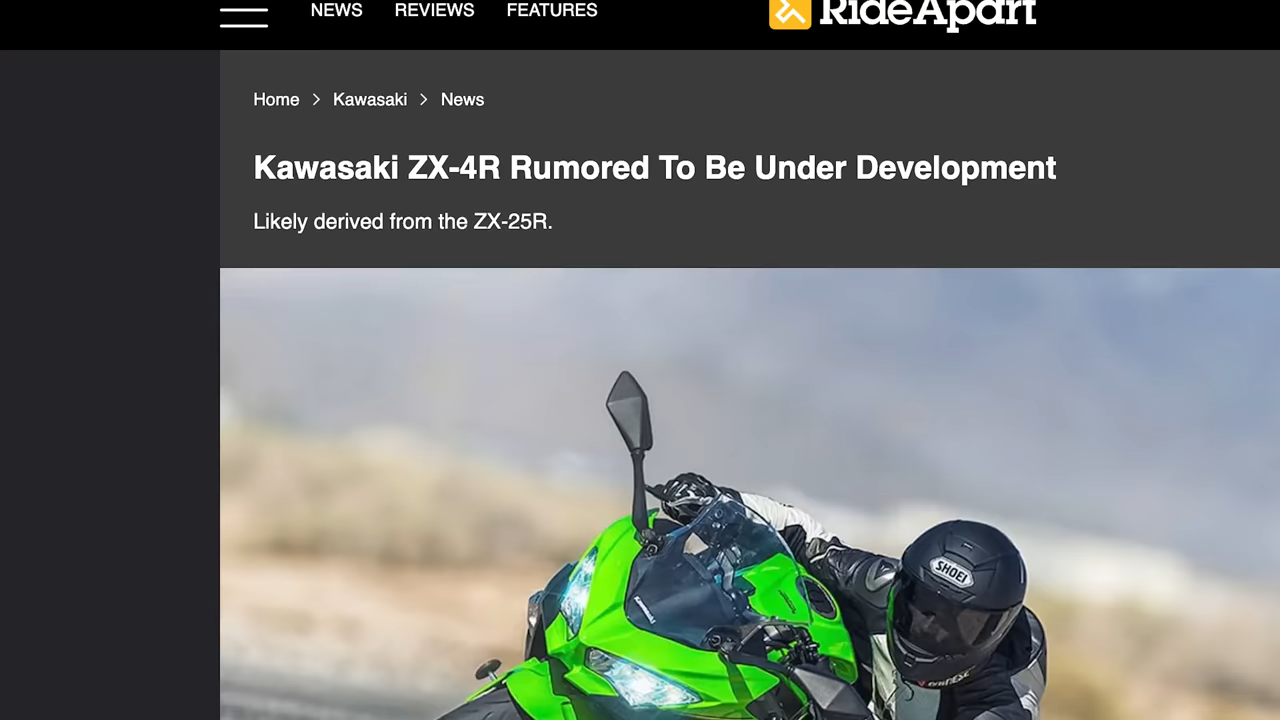 NEWS REVIEWS FEATURES RideApart
Home > Kawasaki > News
Kawasaki ZX-4R Rumored To Be Under Development
Likely derived from the ZX-25R.
SHOEI
Kawasaki
DAINESE